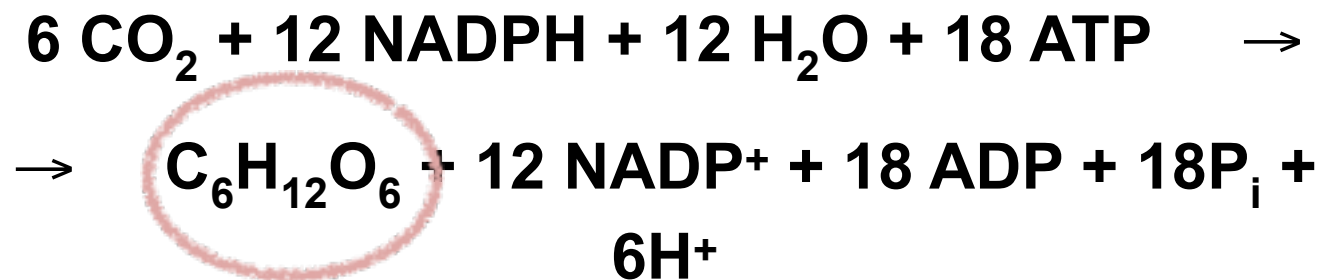 6 CO₂ + 12 NADPH + 12 H₂O + 18 ATP →
→ C₆H₁₂O₆ + 12 NADP⁺ + 18 ADP + 18Pᵢ +
6H⁺